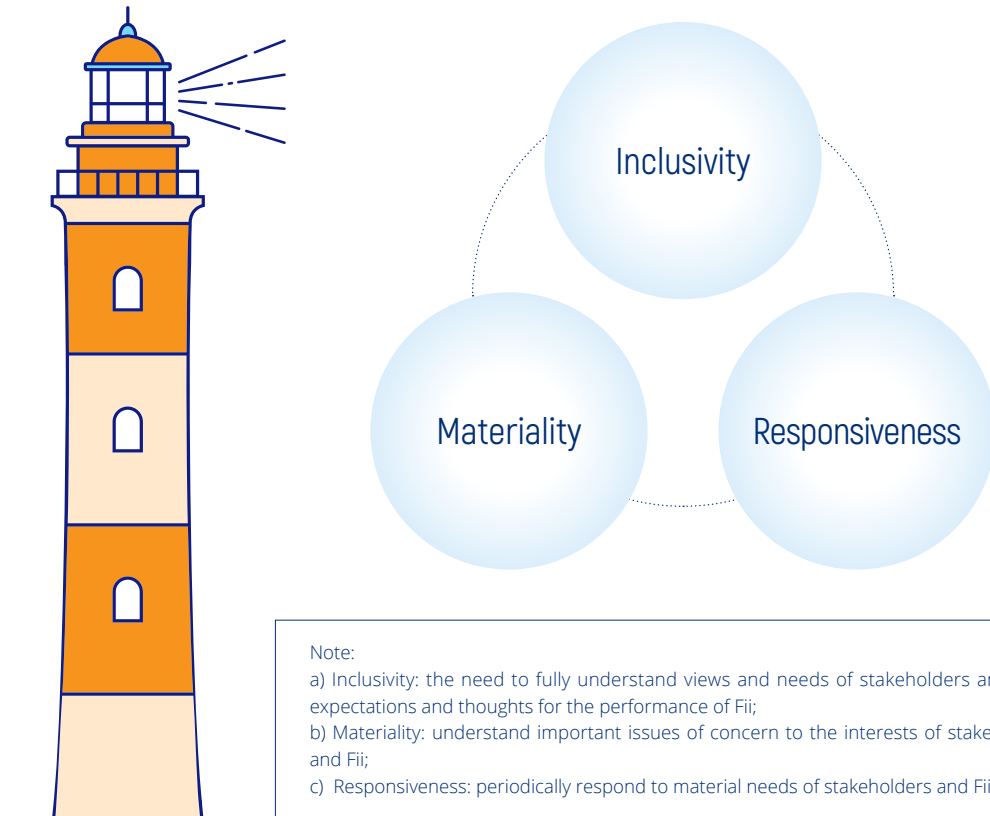 Inclusivity
Materiality
Responsiveness
Note:
a) Inclusivity: the need to fully understand views and needs of stakeholders
expectations and thoughts for the performance of Fii;
b) Materiality: understand important issues of concern to the interests of
and Fii;
c) Responsiveness: periodically respond to material needs of stakeholders and Fii